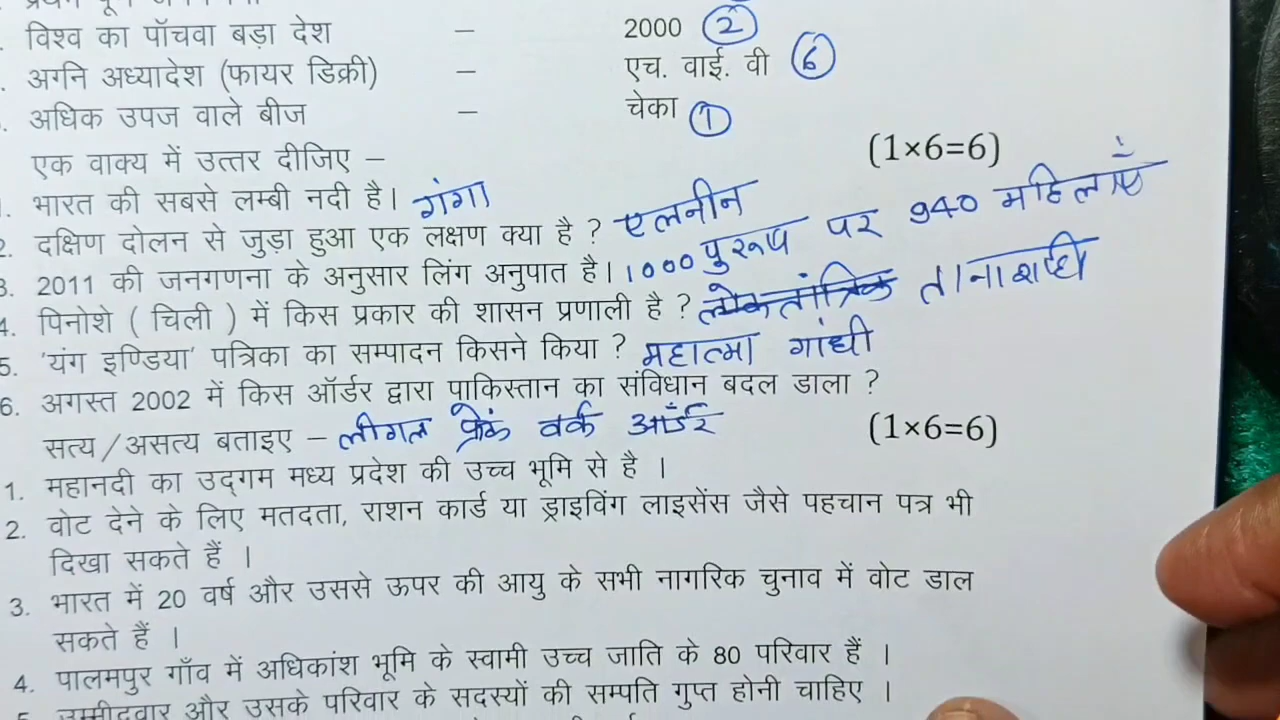 विश्व का पॉचवा बड़ा देश – 2000 (2)
अग्नि अध्यादेश (फायर डिक्री) – एच. वाई. वी (6)
अधिक उपज वाले बीज – चेका (1)
एक वाक्य में उत्तर दीजिए – (1×6=6)
भारत की सबसे लम्बी नदी है। गंगा
2. दक्षिण दोलन से जुड़ा हुआ एक लक्षण क्या है ? एलनीन
3. 2011 की जनगणना के अनुसार लिंग अनुपात है। 1000 पुरूष पर 940 महिलाएँ
4. पिनोशे ( चिली ) में किस प्रकार की शासन प्रणाली है ? लोकतांत्रिक तानाशाही
5. 'यंग इण्डिया' पत्रिका का सम्पादन किसने किया ? महात्मा गांधी
6. अगस्त 2002 में किस ऑर्डर द्वारा पाकिस्तान का संविधान बदल डाला ?
सत्य/असत्य बताइए – लीगल फ्रेंक वर्क ऑर्डर (1×6=6)
1. महानदी का उद्‌गम मध्य प्रदेश की उच्च भूमि से है ।
2. वोट देने के लिए मतदता, राशन कार्ड या ड्राइविंग लाइसेंस जैसे पहचान पत्र भी
दिखा सकते हैं ।
3. भारत में 20 वर्ष और उससे ऊपर की आयु के सभी नागरिक चुनाव में वोट डाल
सकते हैं ।
4. पालमपुर गाँव में अधिकांश भूमि के स्वामी उच्च जाति के 80 परिवार हैं ।
उम्मीदवार और उसके परिवार के सदस्यों की सम्पति गुप्त होनी चाहिए ।